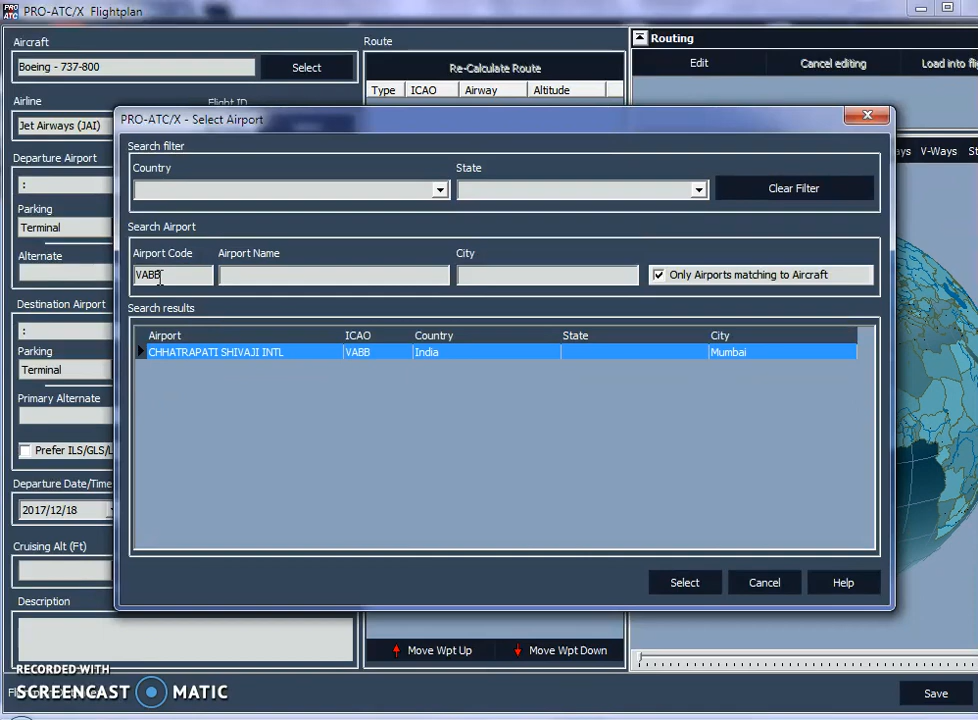 PRO-ATC/X Flightplan
Aircraft
Boeing - 737-800
Select
Airline
Flight ID
Jet Airways (JAI)
Departure Airport
:
Parking
Terminal
Alternate
Destination Airport
:
Parking
Terminal
Primary Alternate
Prefer ILS/GLS/L
Departure Date/Time
2017/12/18
Cruising Alt (Ft)
Description
Route
Re-Calculate Route
Type ICAO Airway Altitude
Routing
Edit Cancel editing Load into fli
ays V-Ways St
PRO-ATC/X - Select Airport
Search filter
Country State
Clear Filter
Search Airport
Airport Code Airport Name City
VABB
Only Airports matching to Aircraft
Search results
Airport ICAO Country State City
CHHATRAPATI SHIVAJI INTL VABB India Mumbai
Select Cancel Help
Move Wpt Up Move Wpt Down
Save
RECORDED WITH
SCREENCAST MATIC